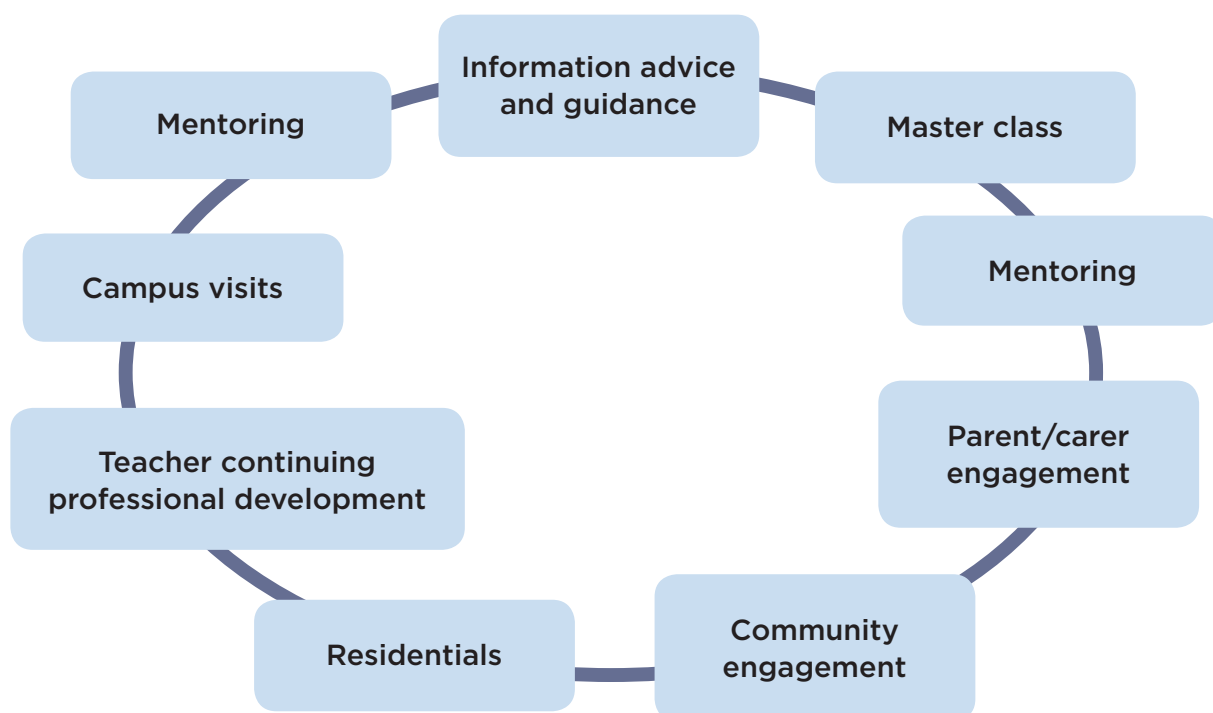 Information advice
and guidance
Master class
Mentoring
Parent/carer
engagement
Community
engagement
Residentials
Teacher continuing
professional development
Campus visits
Mentoring